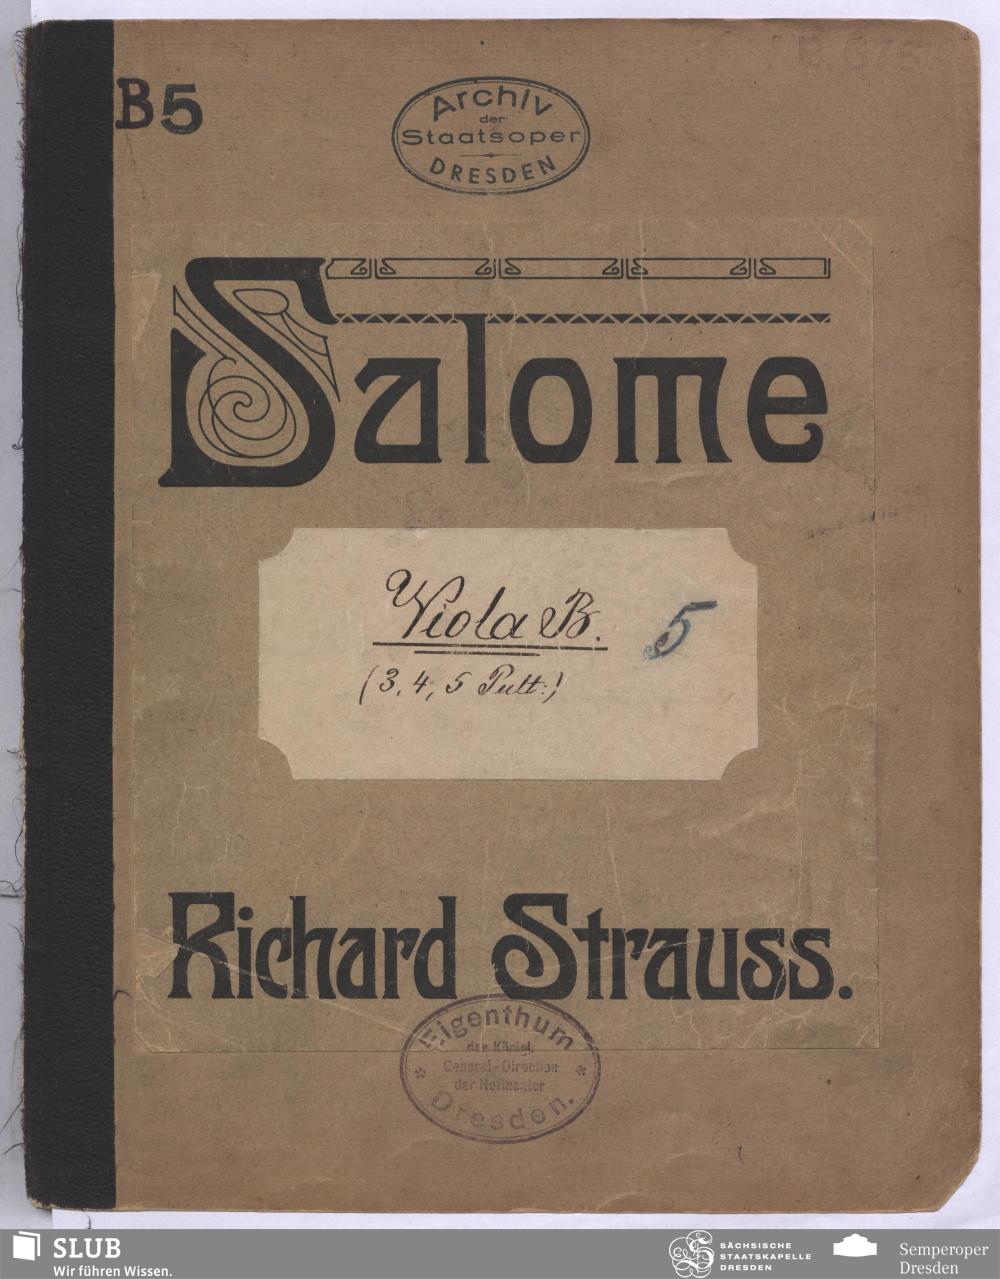 B5
Archiv
der
Staatsoper
DRESDEN
Salome
Viola B.
5
(3, 4, 5 Pult:)
Richard Strauss.
Eigenthum
der Königl.
General-Direction
der Hoftheater
Dresden.
SLUB
Wir führen Wissen.
SÄCHSISCHE
STAATSKAPELLE
DRESDEN
Semperoper
Dresden